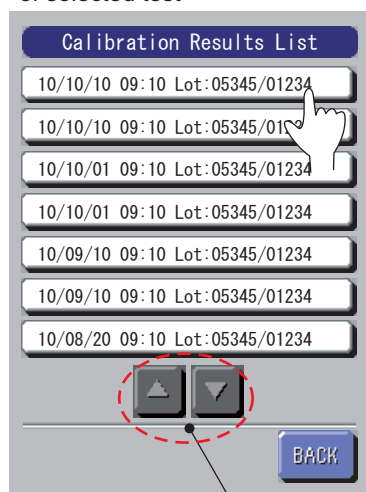 selected test
Calibration Results List
10/10/10 09:10 Lot:05345/01234
10/10/10 09:10 Lot:05345/01
10/10/01 09:10 Lot:05345/01234
10/10/01 09:10 Lot:05345/01234
10/09/10 09:10 Lot:05345/01234
10/09/10 09:10 Lot:05345/01234
10/08/20 09:10 Lot:05345/01234
BACK